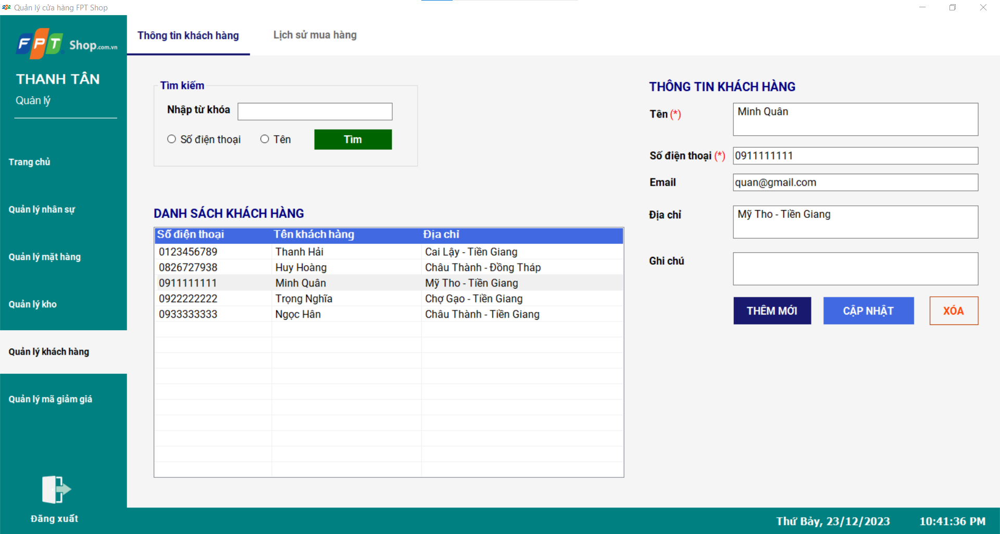 Quản lý cửa hàng FPT Shop
FPT Shop.com.vn
THANH TÂN
Quản lý
Trang chủ
Quản lý nhân sự
Quản lý mặt hàng
Quản lý kho
Quản lý khách hàng
Quản lý mã giảm giá
Đăng xuất
Thông tin khách hàng
Lịch sử mua hàng
Tìm kiếm
Nhập từ khóa
Số điện thoại
Tên
Tìm
DANH SÁCH KHÁCH HÀNG
Số điện thoại Tên khách hàng Địa chỉ
0123456789 Thanh Hải Cai Lậy - Tiền Giang
0826727938 Huy Hoàng Châu Thành - Đồng Tháp
0911111111 Minh Quân Mỹ Tho - Tiền Giang
0922222222 Trọng Nghĩa Chợ Gạo - Tiền Giang
0933333333 Ngọc Hân Châu Thành - Tiền Giang
THÔNG TIN KHÁCH HÀNG
Tên (*) Minh Quân
Số điện thoại (*) 0911111111
Email quan@gmail.com
Địa chỉ Mỹ Tho - Tiền Giang
Ghi chú
THÊM MỚI
CẬP NHẬT
XÓA
Thứ Bảy, 23/12/2023
10:41:36 PM